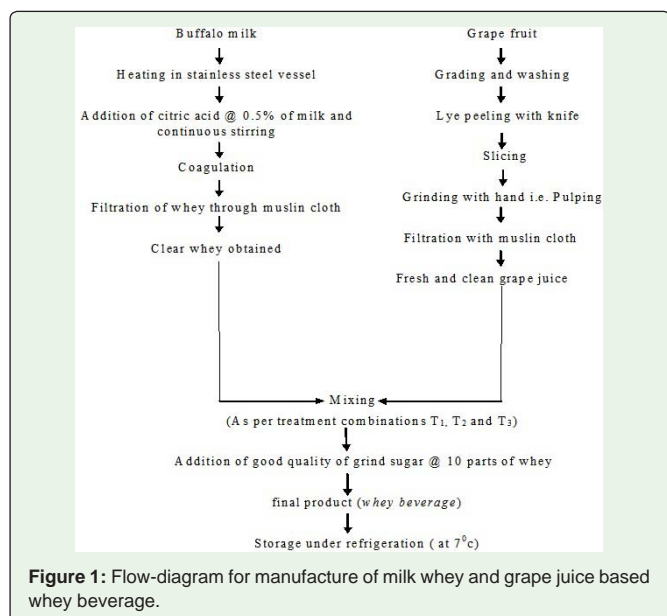 Buffalo milk
Heating in stainless steel vessel
Addition of citric acid @ 0.5% of milk and
continuous stirring
Coagulation
Filtration of whey through muslin cloth
Clear whey obtained
Grape fruit
Grading and washing
Lye peeling with knife
Slicing
Grinding with hand i.e. Pulping
Filtration with muslin cloth
Fresh and clean grape juice
Mixing
(As per treatment combinations T₁, T₂ and T₃)
Addition of good quality of grind sugar @ 10 parts of whey
final product (whey beverage)
Storage under refrigeration ( at 7⁰c)
Figure 1: Flow-diagram for manufacture of milk whey and grape juice based
whey beverage.